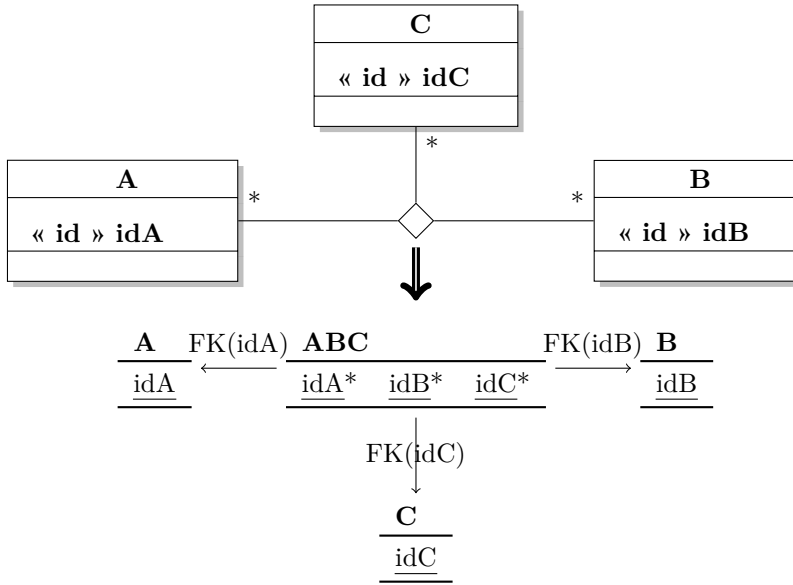 C
« id » idC
*
A
*
*
B
« id » idA
« id » idB
A
FK(idA)
ABC
FK(idB)
B
idA
idA* idB* idC*
idB
FK(idC)
C
idC